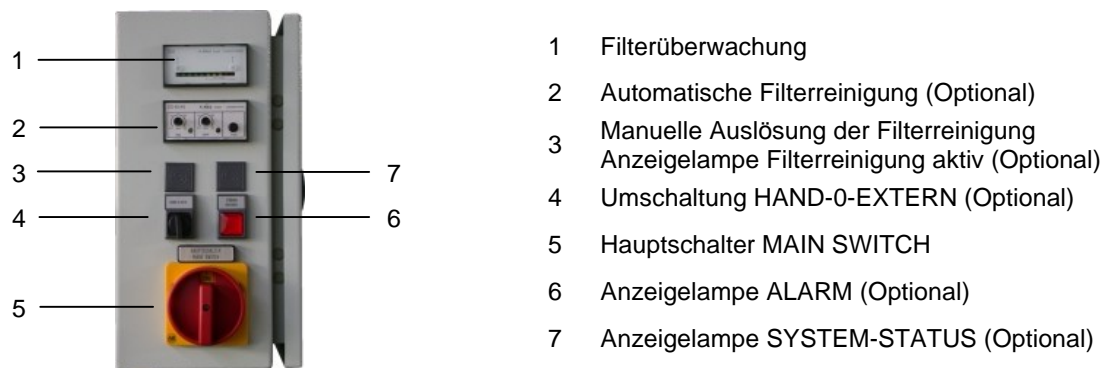 1 Filterüberwachung
2 Automatische Filterreinigung (Optional)
3 Manuelle Auslösung der Filterreinigung
Anzeigelampe Filterreinigung aktiv (Optional)
4 Umschaltung HAND-0-EXTERN (Optional)
5 Hauptschalter MAIN SWITCH
6 Anzeigelampe ALARM (Optional)
7 Anzeigelampe SYSTEM-STATUS (Optional)
1
2
3
7
4
6
5